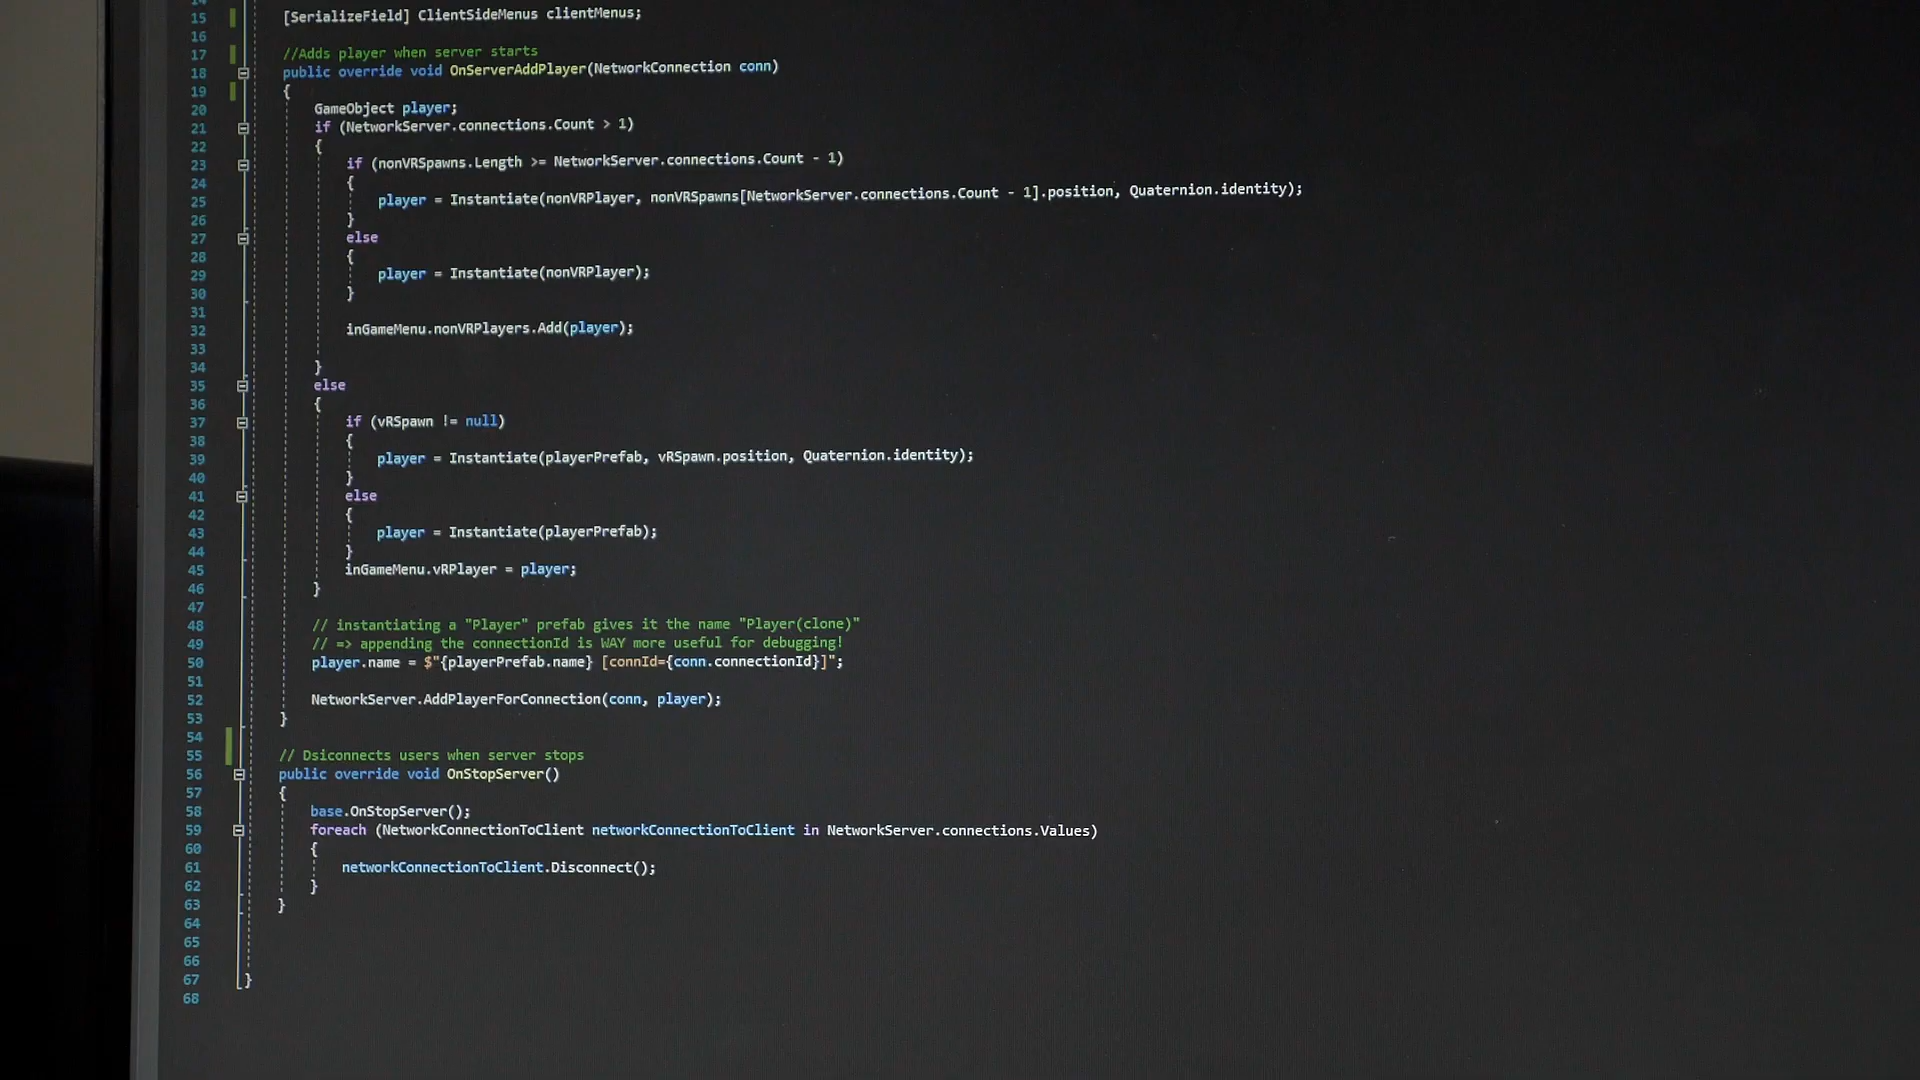 15 [SerializeField] ClientSideMenus clientMenus;
16
17 //Adds player when server starts
18 public override void OnServerAddPlayer(NetworkConnection conn)
19 {
20 GameObject player;
21 if (NetworkServer.connections.Count > 1)
22 {
23 if (nonVRSpawns.Length >= NetworkServer.connections.Count - 1)
24 {
25 player = Instantiate(nonVRPlayer, nonVRSpawns[NetworkServer.connections.Count - 1].position, Quaternion.identity);
26 }
27 else
28 {
29 player = Instantiate(nonVRPlayer);
30 }
31
32 inGameMenu.nonVRPlayers.Add(player);
33
34 }
35 else
36 {
37 if (vRSpawn != null)
38 {
39 player = Instantiate(playerPrefab, vRSpawn.position, Quaternion.identity);
40 }
41 else
42 {
43 player = Instantiate(playerPrefab);
44 }
45 inGameMenu.vRPlayer = player;
46 }
47
48 // instantiating a "Player" prefab gives it the name "Player(clone)"
49 // => appending the connectionId is WAY more useful for debugging!
50 player.name = $"{playerPrefab.name} [connId={conn.connectionId}]";
51
52 NetworkServer.AddPlayerForConnection(conn, player);
53 }
54
55 // Dsiconnects users when server stops
56 public override void OnStopServer()
57 {
58 base.OnStopServer();
59 foreach (NetworkConnectionToClient networkConnectionToClient in NetworkServer.connections.Values)
60 {
61 networkConnectionToClient.Disconnect();
62 }
63 }
64
65
66
67 }
68